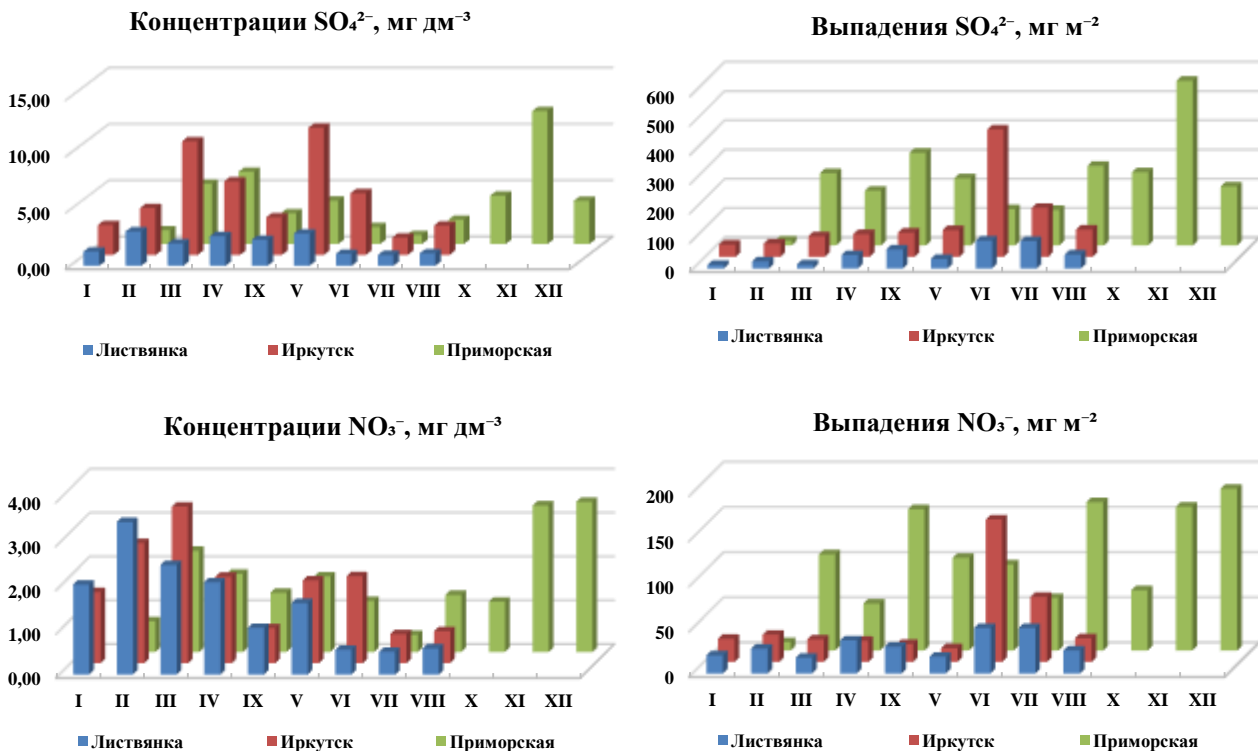 Концентрации SO₄²⁻, мг дм⁻³
15,00
10,00
5,00
0,00
I II III IV IX V VI VII VIII X XI XII
Листвянка Иркутск Приморская
Выпадения SO₄²⁻, мг м⁻²
600
500
400
300
200
100
0
I II III IV IX V VI VII VIII X XI XII
Листвянка Иркутск Приморская
Концентрации NO₃⁻, мг дм⁻³
4,00
3,00
2,00
1,00
0,00
I II III IV IX V VI VII VIII X XI XII
Листвянка Иркутск Приморская
Выпадения NO₃⁻, мг м⁻²
200
150
100
50
0
I II III IV IX V VI VII VIII X XI XII
Листвянка Иркутск Приморская